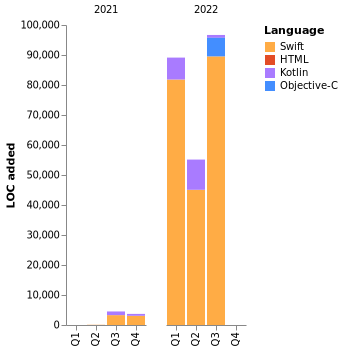 2021
2022
Language
Swift
HTML
Kotlin
Objective-C
LOC added
100,000
90,000
80,000
70,000
60,000
50,000
40,000
30,000
20,000
10,000
0
Q1
Q2
Q3
Q4
Q1
Q2
Q3
Q4